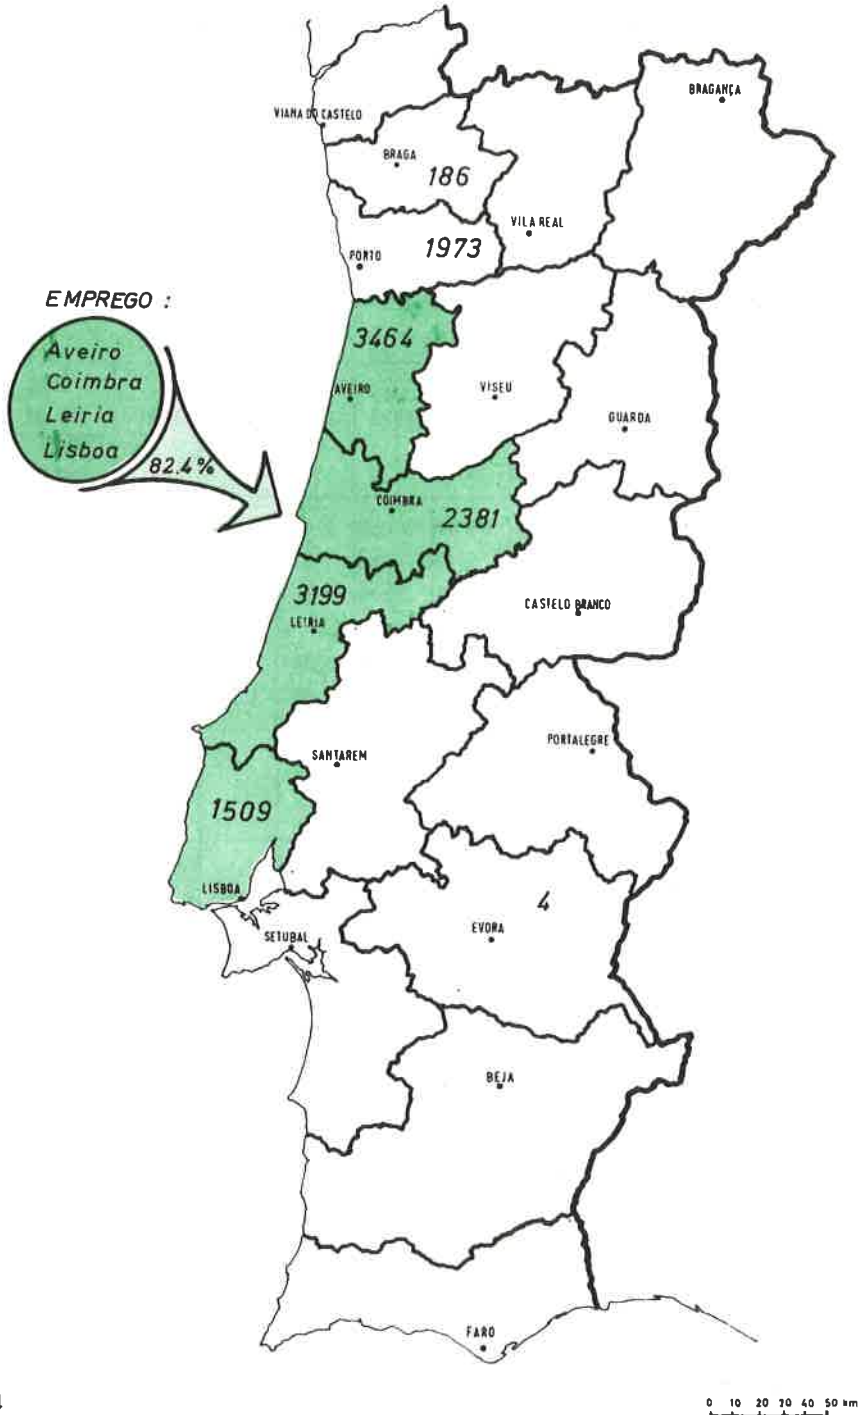 BRAGANÇA
VIANA DO CASTELO
BRAGA
186
VILA REAL
PORTO
1973
EMPREGO :
Aveiro
Coimbra
Leiria
Lisboa
82.4%
3464
AVEIRO
VISEU
GUARDA
COIMBRA
2381
3199
LEIRIA
CASTELO BRANCO
PORTALEGRE
SANTAREM
1509
LISBOA
4
EVORA
SETUBAL
BEJA
FARO
0 10 20 30 40 50 km